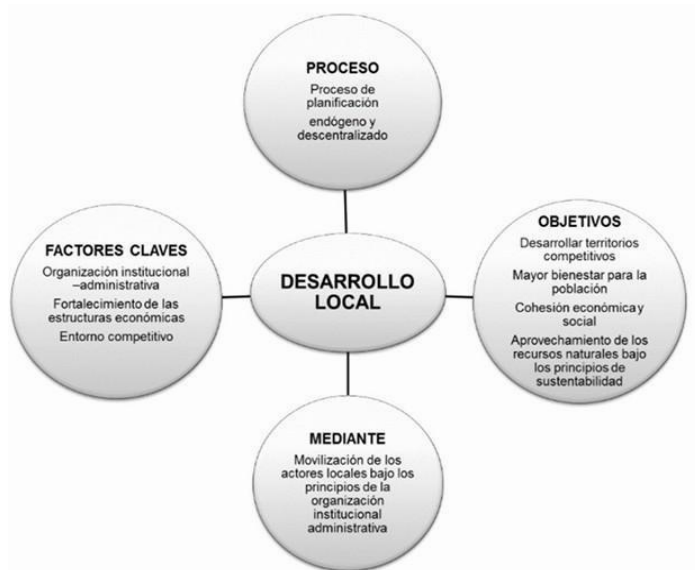 PROCESO
Proceso de
planificación
endógeno y
descentralizado
FACTORES CLAVES
Organización institucional
–administrativa
Fortalecimiento de las
estructuras económicas
Entorno competitivo
DESARROLLO
LOCAL
OBJETIVOS
Desarrollar territorios
competitivos
Mayor bienestar para la
población
Cohesión económica y
social
Aprovechamiento de los
recursos naturales bajo
los principios de
sustentabilidad
MEDIANTE
Movilización de los
actores locales bajo los
principios de la
organización
institucional
administrativa